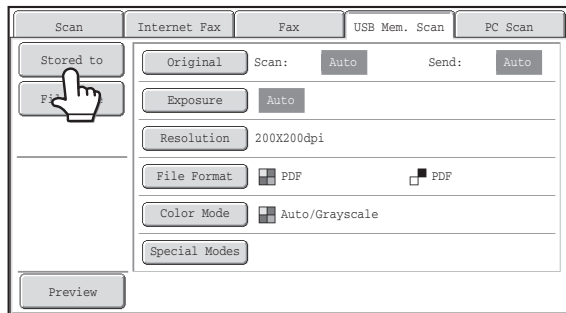 Scan Internet Fax Fax USB Mem. Scan PC Scan
Stored to
Original Scan: Auto Send: Auto
Exposure Auto
Resolution 200X200dpi
File Format PDF PDF
Color Mode Auto/Grayscale
Special Modes
Preview